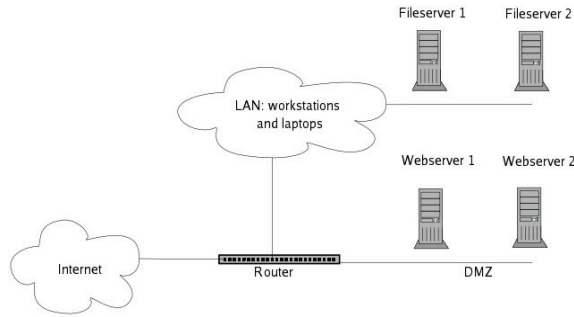 Fileserver 1
Fileserver 2
LAN: workstations
and laptops
Webserver 1
Webserver 2
Internet
Router
DMZ